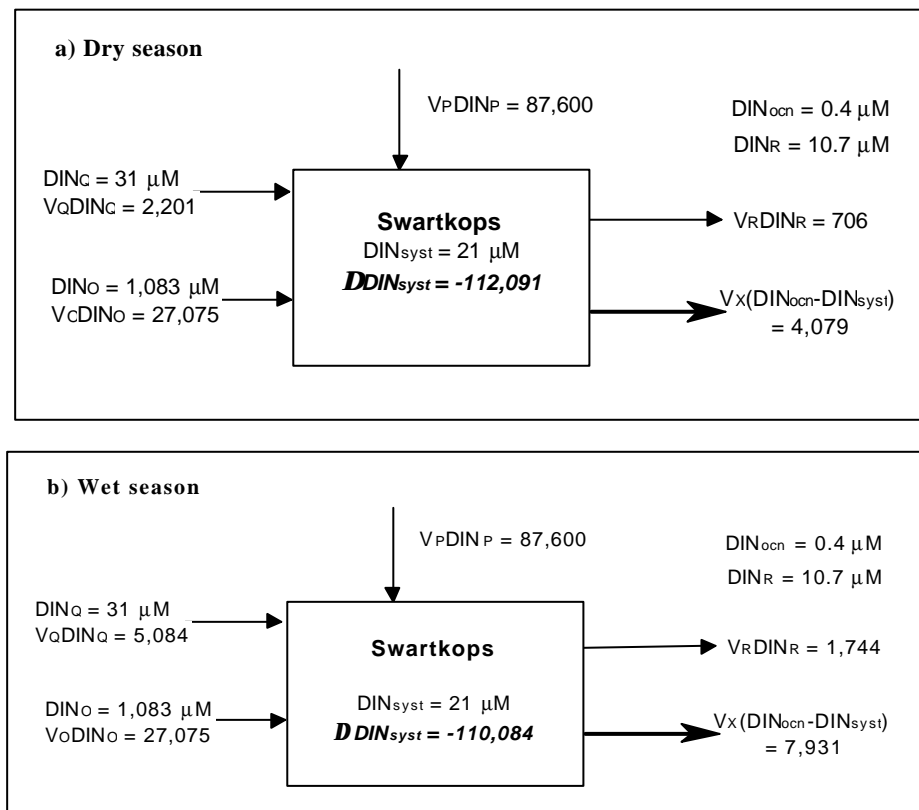 a) Dry season
VPDINP = 87,600
DINocn = 0.4 μM
DINR = 10.7 μM
DINQ = 31 μM
VQDINQ = 2,201
Swartkops
DINsyst = 21 μM
DDINsyst = -112,091
VRDINR = 706
DINO = 1,083 μM
VODINO = 27,075
VX(DINocn-DINsyst)
= 4,079
b) Wet season
VPDINP = 87,600
DINocn = 0.4 μM
DINR = 10.7 μM
DINQ = 31 μM
VQDINQ = 5,084
Swartkops
VRDINR = 1,744
DINO = 1,083 μM
VODINO = 27,075
DINsyst = 21 μM
DDINsyst = -110,084
VX(DINocn-DINsyst)
= 7,931